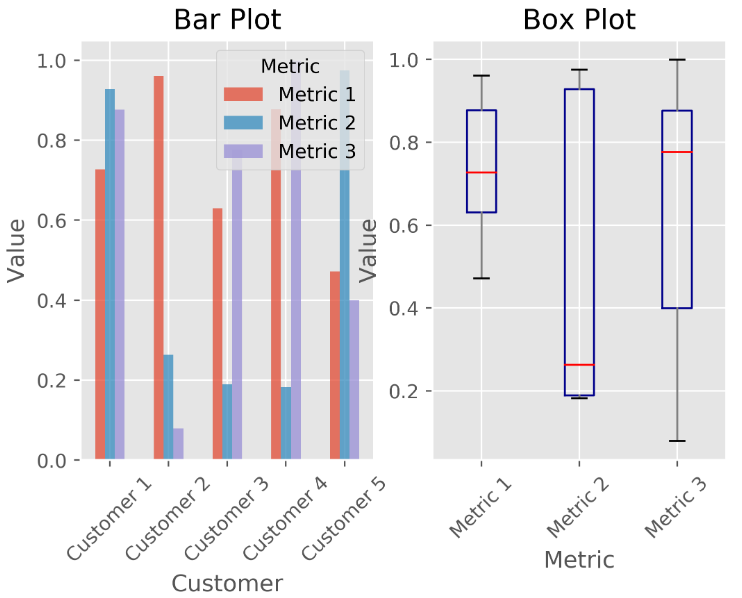 Bar Plot
Metric
Metric 1
Metric 2
Metric 3
Value
1.0
0.8
0.6
0.4
0.2
0.0
Customer 1
Customer 2
Customer 3
Customer 4
Customer 5
Customer
Box Plot
Value
1.0
0.8
0.6
0.4
0.2
Metric 1
Metric 2
Metric 3
Metric